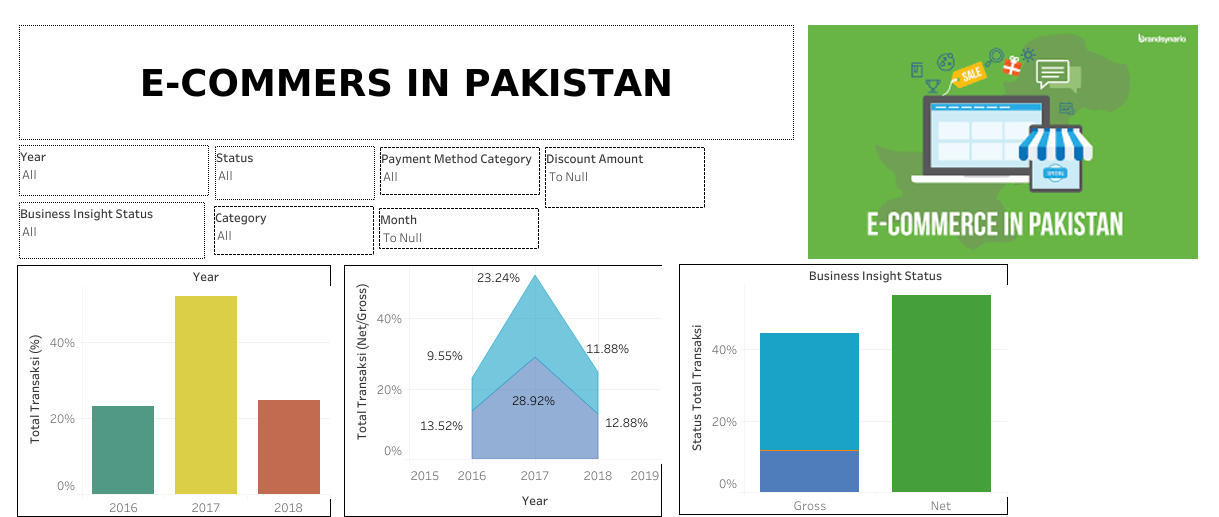 E-COMMERS IN PAKISTAN
brandsynario
SALE
SPECIAL
E-COMMERCE IN PAKISTAN
Year
All
Status
All
Payment Method Category
All
Discount Amount
To Null
Business Insight Status
All
Category
All
Month
To Null
Year
Total Transaksi (%)
40%
20%
0%
2016
2017
2018
Total Transaksi (Net/Gross)
40%
20%
0%
23.24%
9.55%
11.88%
28.92%
13.52%
12.88%
2015
2016
2017
2018
2019
Year
Business Insight Status
Status Total Transaksi
40%
20%
0%
Gross
Net